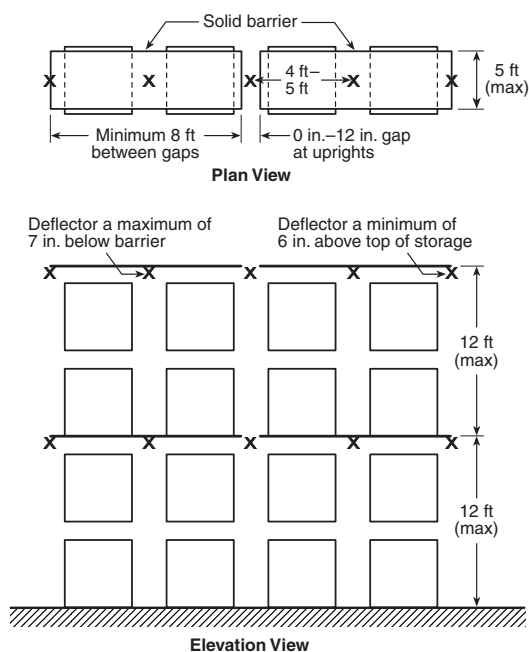 Solid barrier
X
X
X
X
X
4 ft–
5 ft
5 ft
(max)
Minimum 8 ft
between gaps
0 in.–12 in. gap
at uprights
Plan View
Deflector a maximum of
7 in. below barrier
Deflector a minimum of
6 in. above top of storage
X
X
X
X
X
12 ft
(max)
X
X
X
X
X
12 ft
(max)
Elevation View